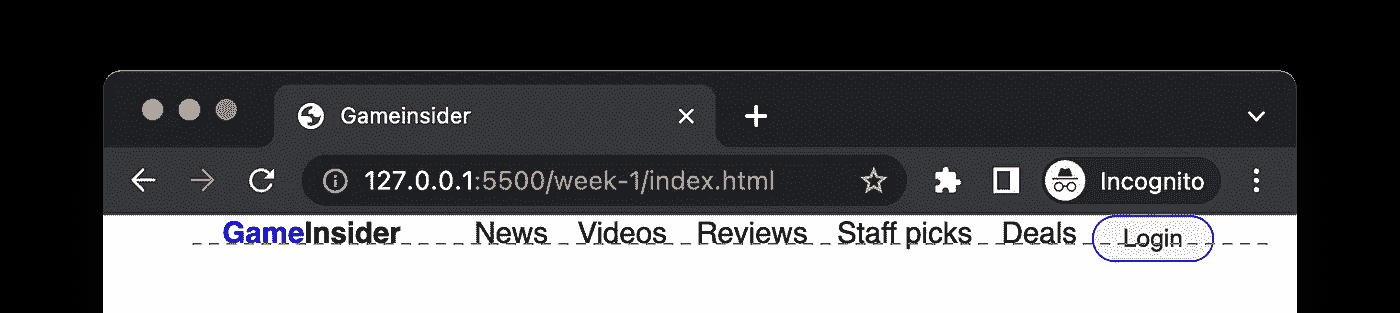 Gameinsider
127.0.0.1:5500/week-1/index.html Incognito
GameInsider News Videos Reviews Staff picks Deals Login